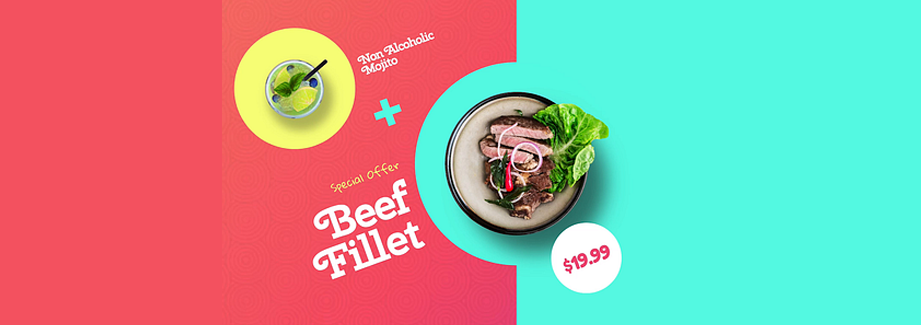 Non Alcoholic
Mojito
Special Offer
Beef
Fillet
$19.99